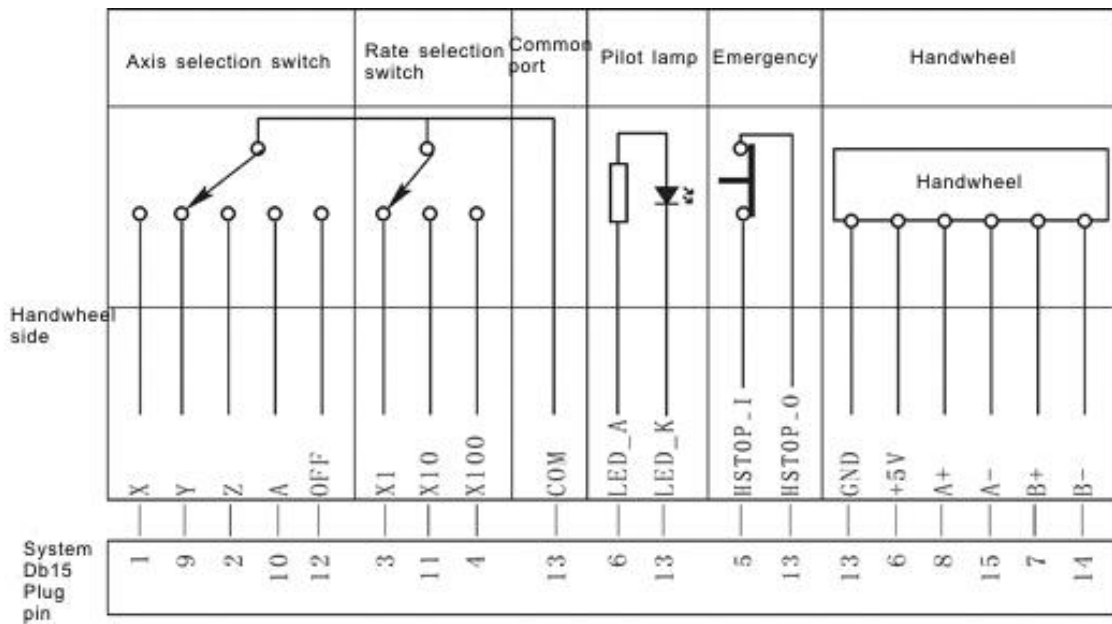 Axis selection switch
Rate selection
switch
Common
port
Pilot lamp
Emergency
Handwheel
Handwheel
Handwheel
side
X
Y
Z
A
OFF
X1
X10
X100
COM
LED_A
LED_K
HSTOP_I
HSTOP_O
GND
+5V
A+
A-
B+
B-
System
Db15
Plug
pin
1
9
2
10
12
3
11
4
13
6
13
5
13
13
6
8
15
7
14